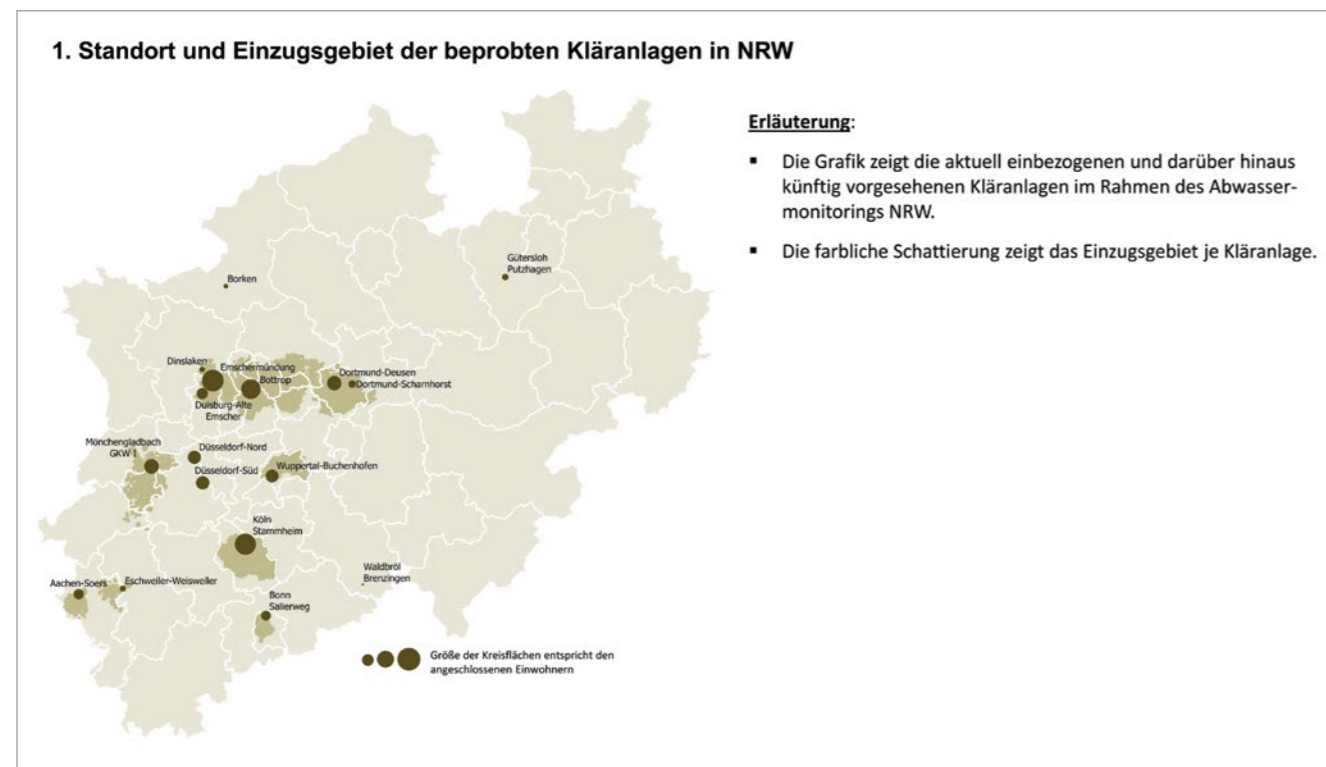 1. Standort und Einzugsgebiet der beprobten Kläranlagen in NRW
Erläuterung:
▪ Die Grafik zeigt die aktuell einbezogenen und darüber hinaus
künftig vorgesehenen Kläranlagen im Rahmen des Abwasser-
monitorings NRW.
▪ Die farbliche Schattierung zeigt das Einzugsgebiet je Kläranlage.
Gütersloh
Putzhagen
Borken
Dinslaken
Emschermündung
Bottrop
Dortmund-Deusen
Dortmund-Scharnhorst
Duisburg-Alte
Emscher
Mönchengladbach
GKW I
Düsseldorf-Nord
Düsseldorf-Süd
Wuppertal-Buchenhofen
Köln
Stammheim
Waldbröl
Brenzingen
Aachen-Soers
Eschweiler-Weisweiler
Bonn
Salierweg
Größe der Kreisflächen entspricht den
angeschlossenen Einwohnern